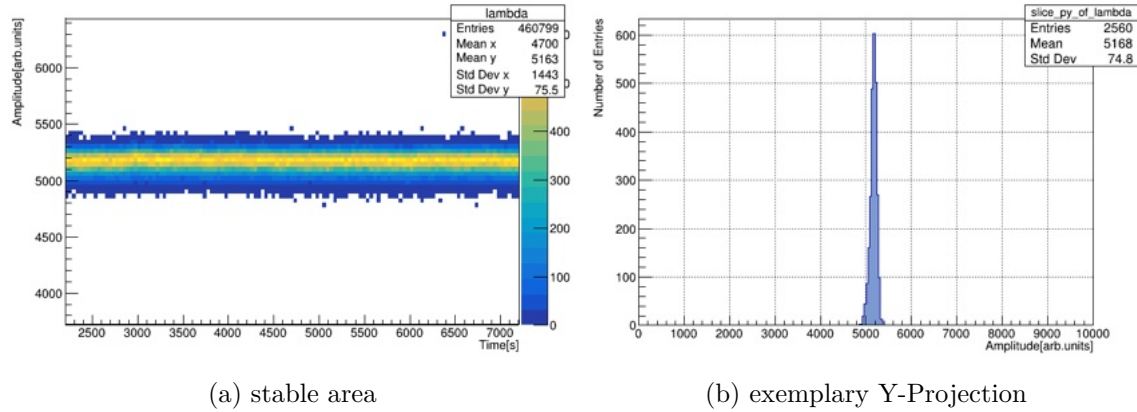 lambda
Entries 460799
Mean x 4700
Mean y 5163
Std Dev x 1443
Std Dev y 75.5
Amplitude[arb.units]
6000
5500
5000
4500
4000
400
300
200
100
0
2500 3000 3500 4000 4500 5000 5500 6000 6500 7000
Time[s]
slice_py_of_lambda
Entries 2560
Mean 5168
Std Dev 74.8
Number of Entries
600
500
400
300
200
100
0
0 1000 2000 3000 4000 5000 6000 7000 8000 9000 10000
Amplitude[arb.units]
(a) stable area
(b) exemplary Y-Projection